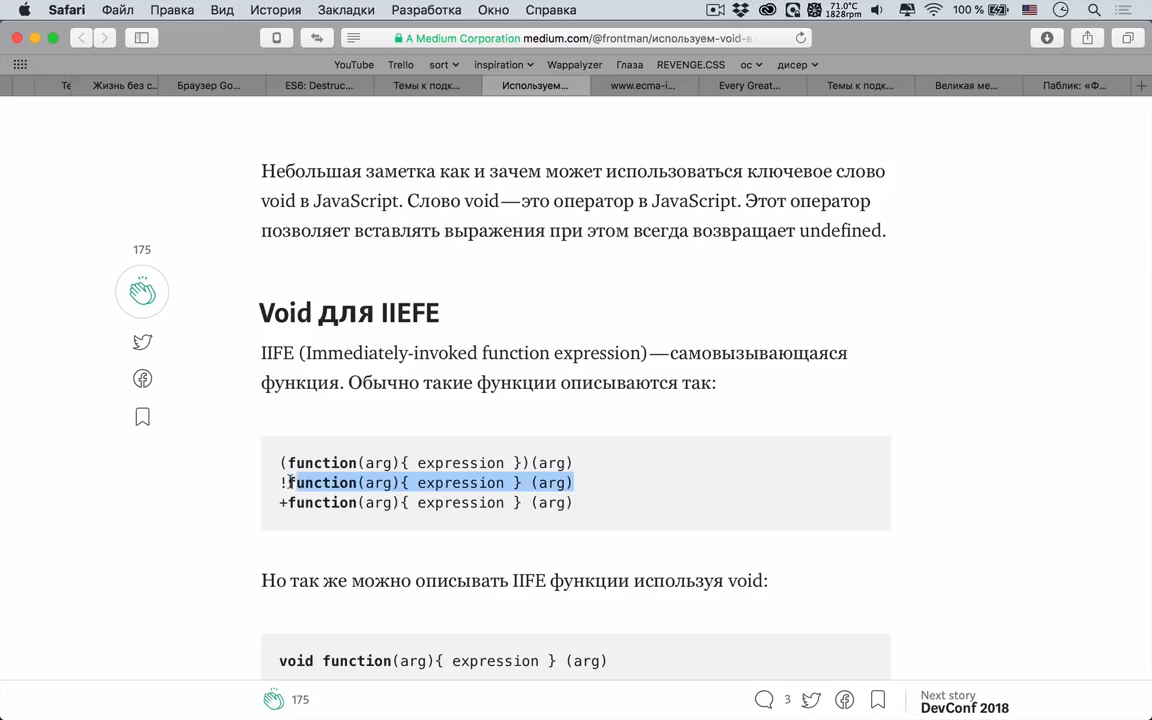 Safari Файл Правка Вид История Закладки Разработка Окно Справка 71.0°C 1828rpm 100 %
A Medium Corporation medium.com/@frontman/используем-void-в-
YouTube Trello sort inspiration Wappalyzer Глаза REVENGE.CSS ос дисер
Те Жизнь без с... Браузер Go... ES6: Destruc... Темы к подк... Используем... www.ecma-i... Every Great... Темы к подк... Великая ме... Паблик: «Ф...
Небольшая заметка как и зачем может использоваться ключевое слово
void в JavaScript. Слово void — это оператор в JavaScript. Этот оператор
позволяет вставлять выражения при этом всегда возвращает undefined.
175
Void для IIEFE
IIFE (Immediately-invoked function expression) — самовызывающаяся
функция. Обычно такие функции описываются так:
(function(arg){ expression })(arg)
!function(arg){ expression } (arg)
+function(arg){ expression } (arg)
Но так же можно описывать IIFE функции используя void:
void function(arg){ expression } (arg)
175 3 Next story
DevConf 2018